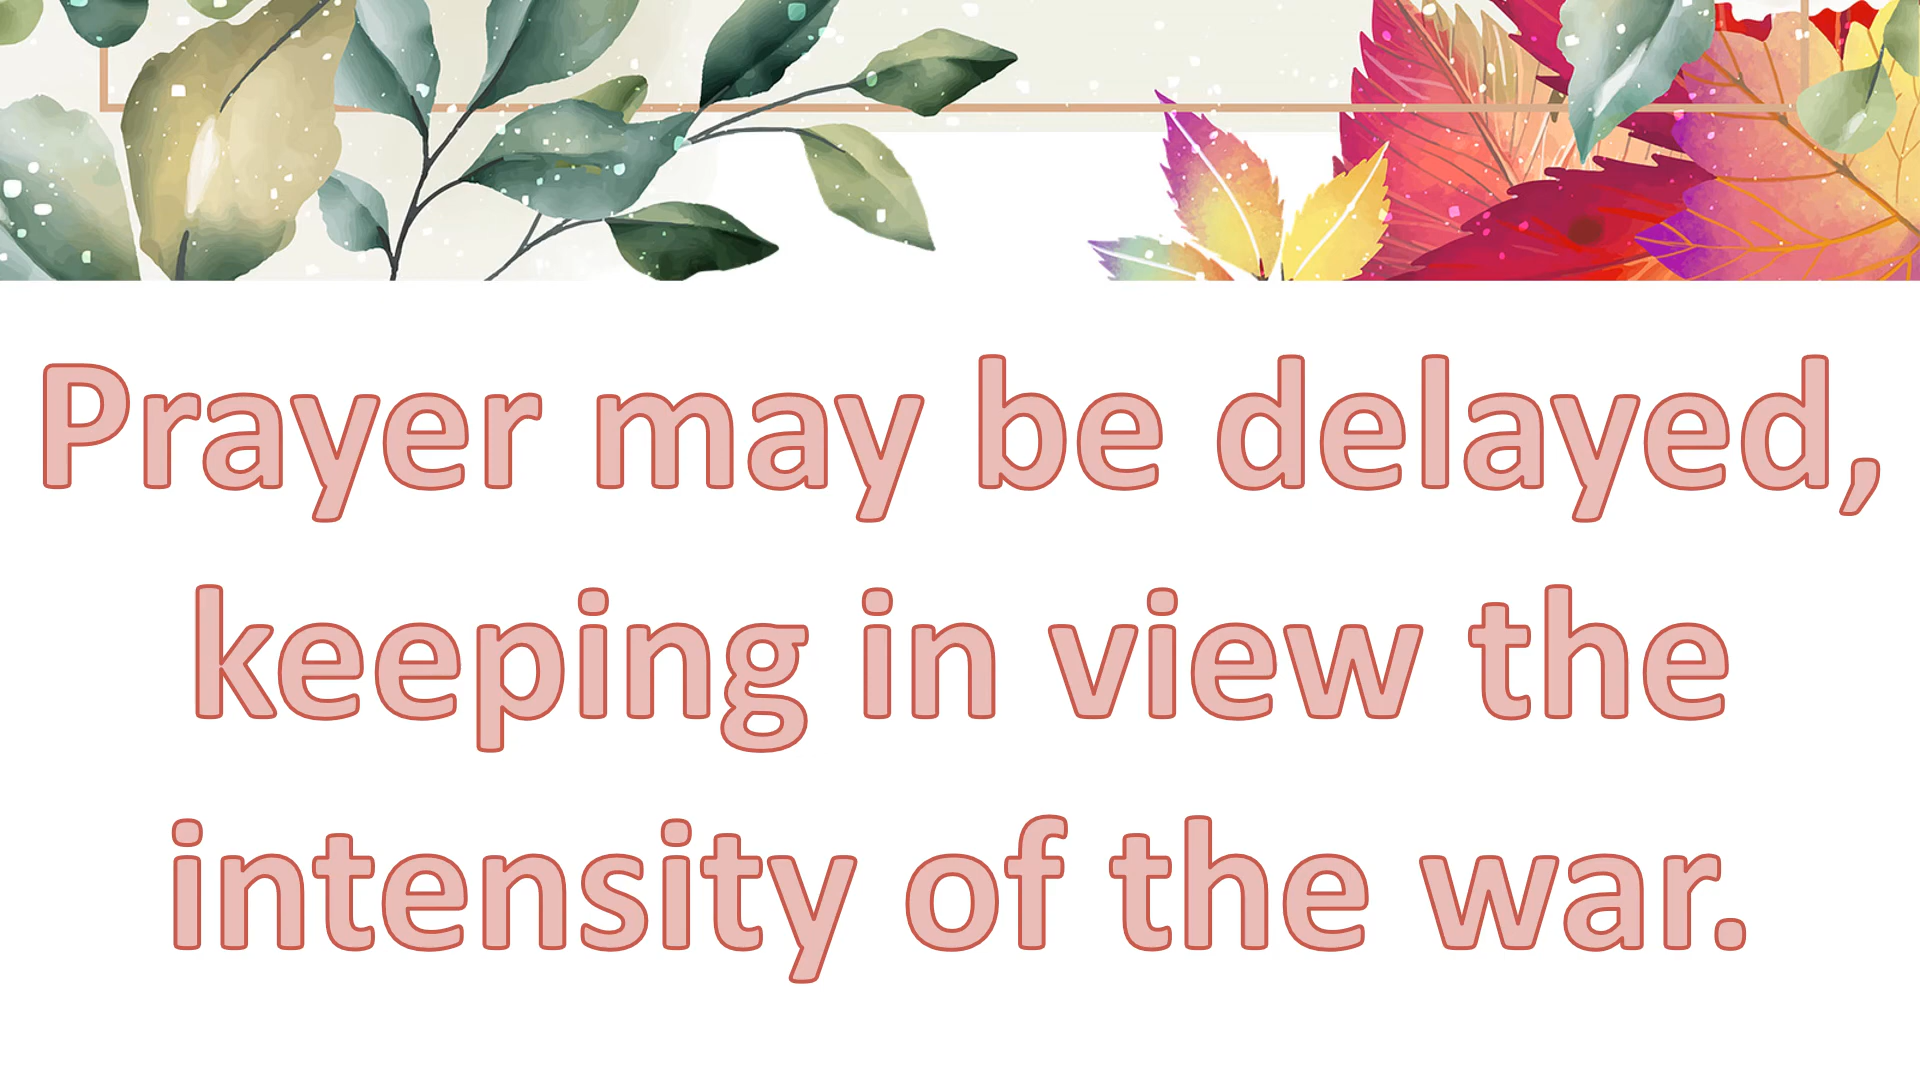 Prayer may be delayed,
keeping in view the
intensity of the war.